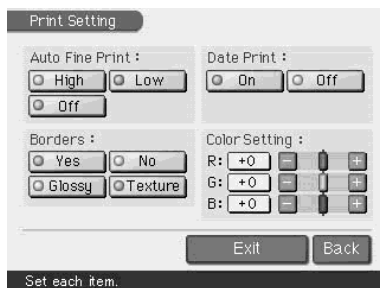 Print Setting
Auto Fine Print :
High Low
Off
Date Print :
On Off
Borders :
Yes No
Glossy Texture
Color Setting :
R: +0 − +
G: +0 − +
B: +0 − +
Exit Back
Set each item.